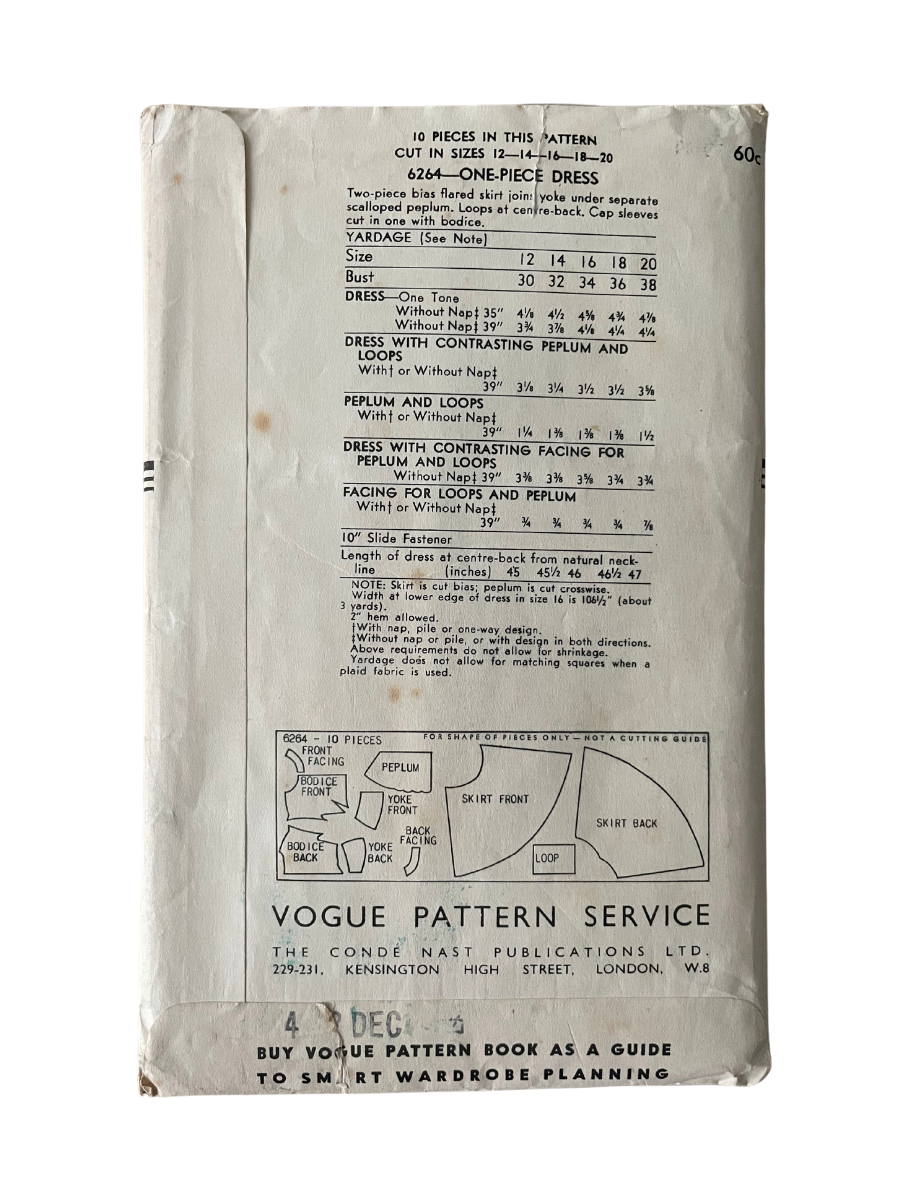 10 PIECES IN THIS PATTERN
CUT IN SIZES 12—14—16—18—20
60c
6264—ONE-PIECE DRESS
Two-piece bias flared skirt joins yoke under separate
scalloped peplum. Loops at centre-back. Cap sleeves
cut in one with bodice.
YARDAGE (See Note)
Size 12 14 16 18 20
Bust 30 32 34 36 38
DRESS—One Tone
Without Nap‡ 35" 4⅛ 4½ 4⅝ 4¾ 4⅞
Without Nap‡ 39" 3¾ 3⅞ 4⅛ 4¼ 4¼
DRESS WITH CONTRASTING PEPLUM AND
LOOPS
With† or Without Nap‡
39" 3⅛ 3¼ 3½ 3½ 3⅝
PEPLUM AND LOOPS
With† or Without Nap‡
39" 1¼ 1⅜ 1⅜ 1⅜ 1½
DRESS WITH CONTRASTING FACING FOR
PEPLUM AND LOOPS
Without Nap‡ 39" 3⅜ 3⅜ 3⅝ 3¾ 3¾
FACING FOR LOOPS AND PEPLUM
With† or Without Nap‡
39" ¾ ¾ ¾ ¾ ⅞
10" Slide Fastener
Length of dress at centre-back from natural neck-
line (inches) 45 45½ 46 46½ 47
NOTE: Skirt is cut bias; peplum is cut crosswise.
Width at lower edge of dress in size 16 is 106½" (about
3 yards).
2" hem allowed.
†With nap, pile or one-way design.
‡Without nap or pile, or with design in both directions.
Above requirements do not allow for shrinkage.
Yardage does not allow for matching squares when a
plaid fabric is used.
6264 - 10 PIECES
FOR SHAPE OF PIECES ONLY — NOT A CUTTING GUIDE
FRONT
FACING
PEPLUM
BODICE
FRONT
YOKE
FRONT
SKIRT FRONT
SKIRT BACK
BACK
FACING
BODICE
BACK
YOKE
BACK
LOOP
VOGUE PATTERN SERVICE
THE CONDÉ NAST PUBLICATIONS LTD.
229-231, KENSINGTON HIGH STREET, LONDON, W.8
4 2 DEC
BUY VOGUE PATTERN BOOK AS A GUIDE
TO SMART WARDROBE PLANNING